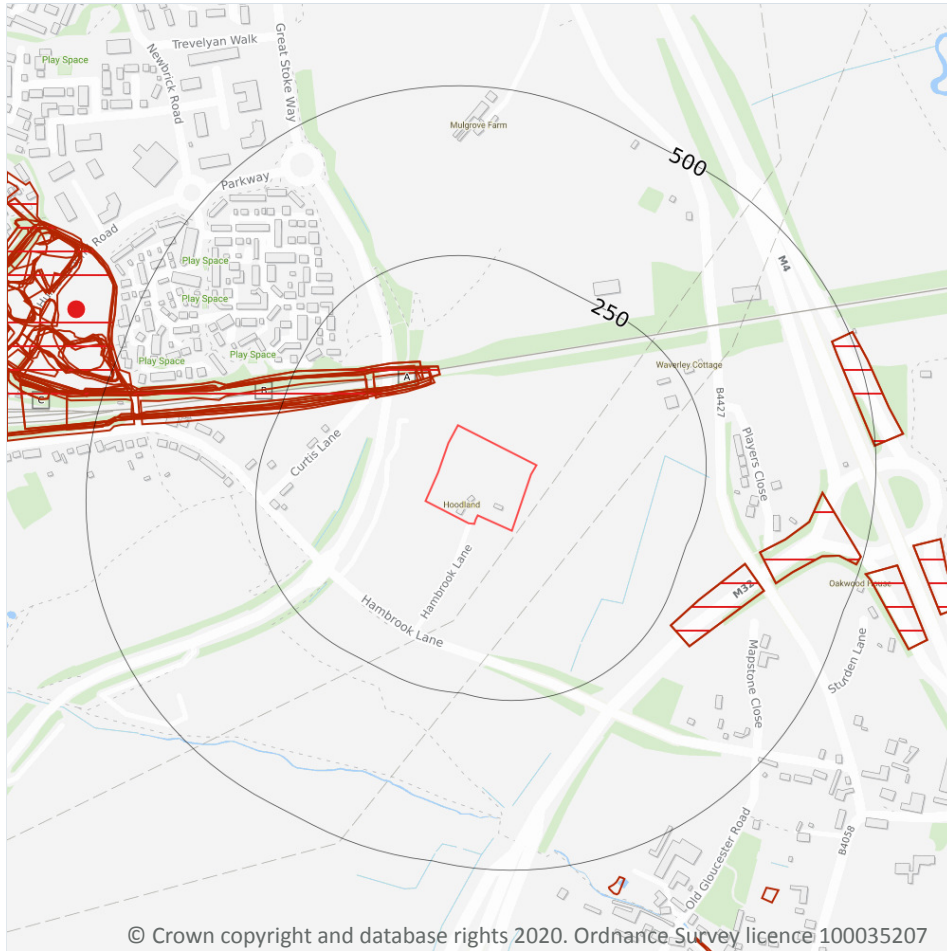 Trevelyan Walk
Newbrick Road
Great Stoke Way
Play Space
Mulgrove Farm
500
Parkway
Road
Play Space
Play Space
M4
250
Play Space
Play Space
Waverley Cottage
A
B
C
B4427
Curtis Lane
Players Close
Hoodland
Hambrook Lane
Hambrook Lane
M32
Oakwood House
Mapstone Close
Sturden Lane
Old Gloucester Road
B4058
© Crown copyright and database rights 2020. Ordnance Survey licence 100035207